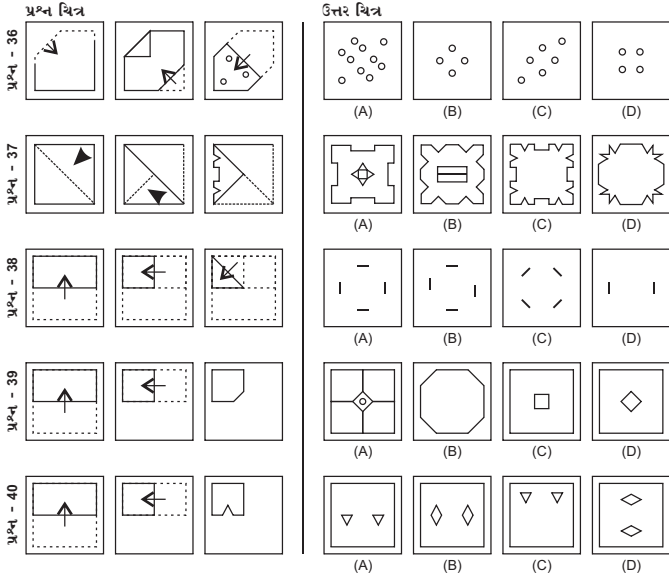 પ્રશ્ન ચિત્ર
ઉત્તર ચિત્ર
પ્રશ્ન - 36
(A) (B) (C) (D)
પ્રશ્ન - 37
(A) (B) (C) (D)
પ્રશ્ન - 38
(A) (B) (C) (D)
પ્રશ્ન - 39
(A) (B) (C) (D)
પ્રશ્ન - 40
(A) (B) (C) (D)